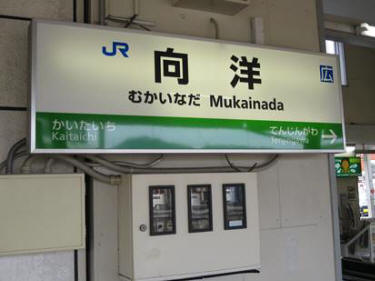 JR 向洋 広
むかいなだ Mukainada
かいたいち てんじんがわ
Kaitaichi Tenjingawa